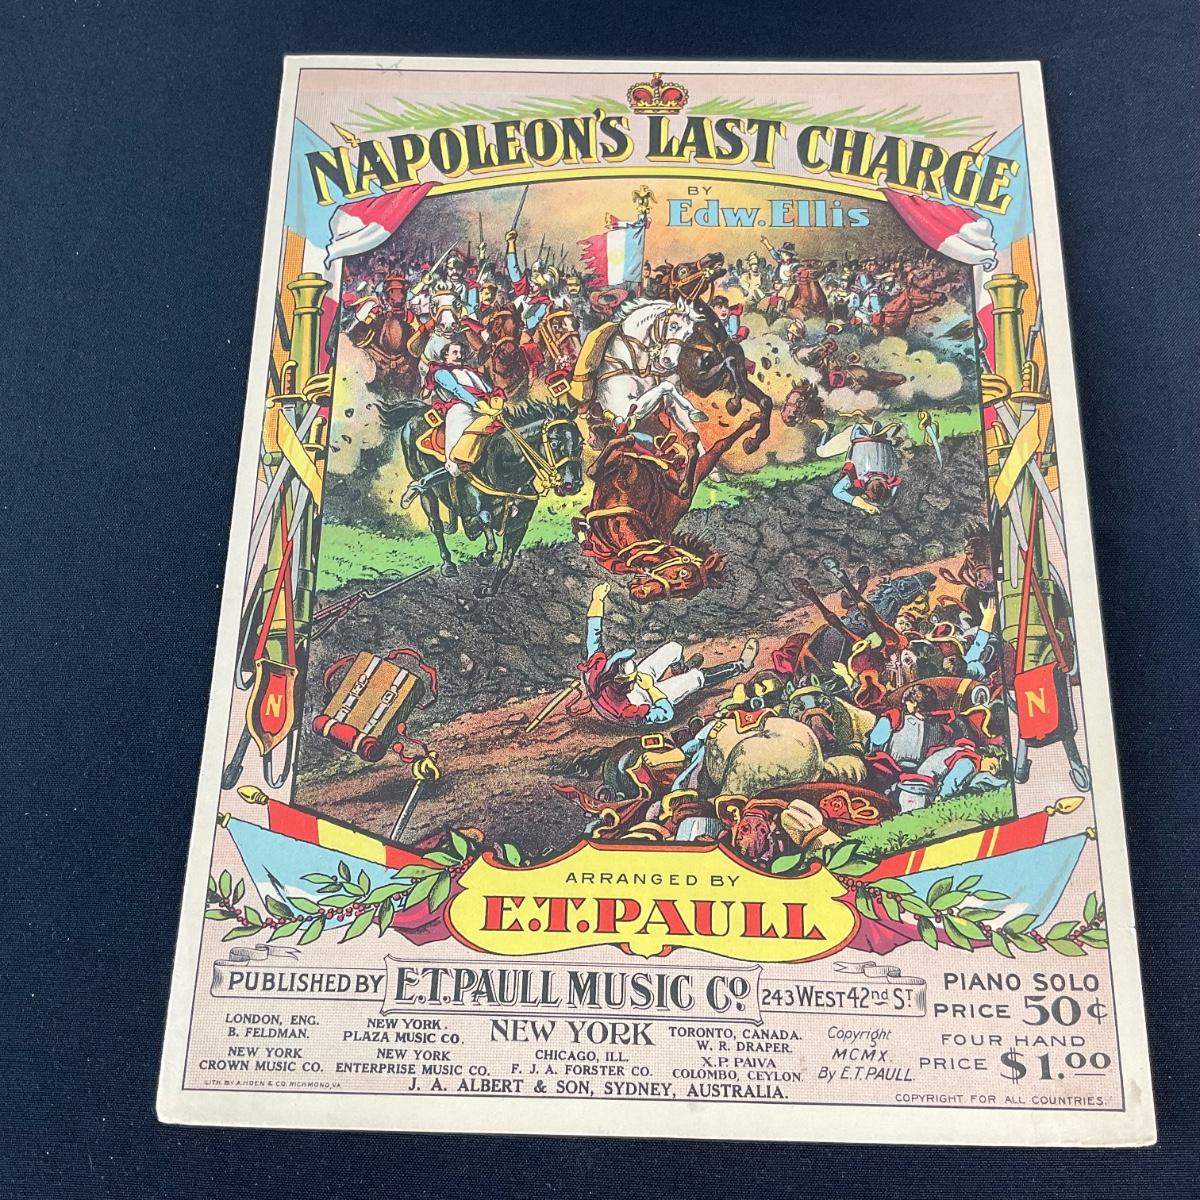 NAPOLEON'S LAST CHARGE
BY
Edw. Ellis
N
N
ARRANGED BY
E.T. PAULL
PUBLISHED BY E.T. PAULL MUSIC Co. 243 WEST 42nd ST
NEW YORK
LONDON, ENG.
B. FELDMAN.
NEW YORK
CROWN MUSIC CO.
NEW YORK.
PLAZA MUSIC CO.
NEW YORK
ENTERPRISE MUSIC CO.
CHICAGO, ILL.
F. J. A. FORSTER CO.
TORONTO, CANADA.
W. R. DRAPER.
X.P. PAIVA
COLOMBO, CEYLON.
J. A. ALBERT & SON, SYDNEY, AUSTRALIA.
Copyright
MCMX.
By E.T. PAULL
PIANO SOLO
PRICE 50¢
FOUR HAND
PRICE $1.00
LITH. BY A. HOEN & CO. RICHMOND, VA
COPYRIGHT FOR ALL COUNTRIES.